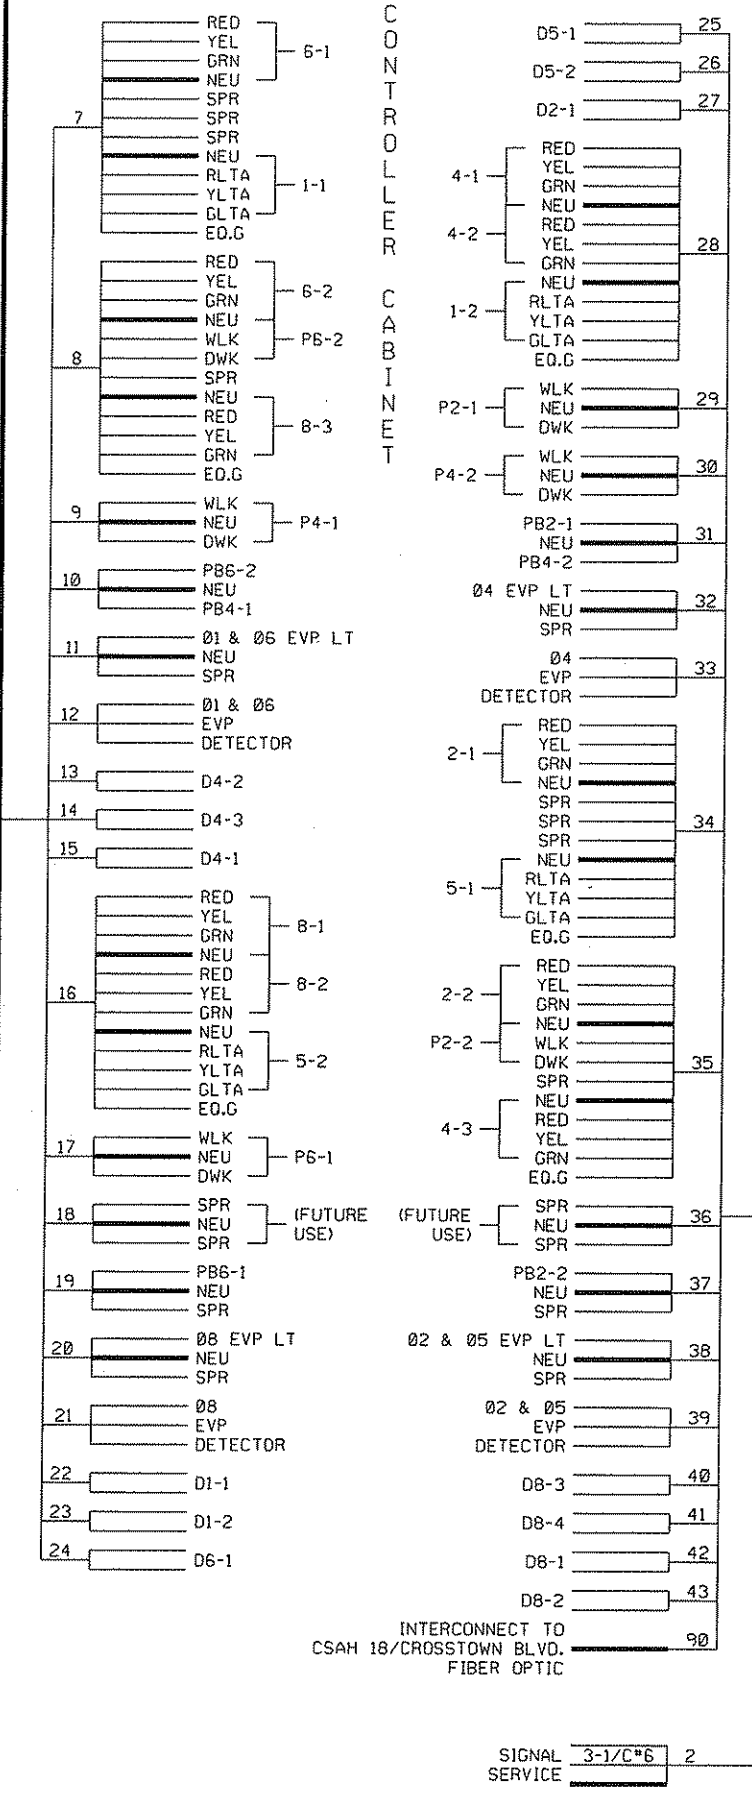 CONTROLLER CABINET
7
RED
YEL
GRN
NEU
6-1
SPR
SPR
SPR
NEU
RLTA
YLTA
GLTA
1-1
EQ.G
8
RED
YEL
GRN
NEU
6-2
WLK
DWK
P6-2
SPR
NEU
RED
YEL
GRN
8-3
EQ.G
9
WLK
NEU
DWK
P4-1
10
PB6-2
NEU
PB4-1
11
Ø1 & Ø6 EVP LT
NEU
SPR
12
Ø1 & Ø6
EVP
DETECTOR
13
D4-2
14
D4-3
15
D4-1
16
RED
YEL
GRN
NEU
8-1
RED
YEL
GRN
8-2
NEU
RLTA
YLTA
GLTA
5-2
EQ.G
17
WLK
NEU
DWK
P6-1
18
SPR
NEU
SPR
(FUTURE
USE)
19
PB6-1
NEU
SPR
20
Ø8 EVP LT
NEU
SPR
21
Ø8
EVP
DETECTOR
22
D1-1
23
D1-2
24
D6-1
D5-1
25
D5-2
26
D2-1
27
4-1
RED
YEL
GRN
NEU
4-2
RED
YEL
GRN
28
1-2
NEU
RLTA
YLTA
GLTA
EQ.G
P2-1
WLK
NEU
DWK
29
P4-2
WLK
NEU
DWK
30
PB2-1
NEU
PB4-2
31
Ø4 EVP LT
NEU
SPR
32
Ø4
EVP
DETECTOR
33
2-1
RED
YEL
GRN
NEU
SPR
SPR
SPR
34
5-1
NEU
RLTA
YLTA
GLTA
EQ.G
2-2
RED
YEL
GRN
NEU
P2-2
WLK
DWK
SPR
35
4-3
NEU
RED
YEL
GRN
EQ.G
(FUTURE
USE)
SPR
NEU
SPR
36
PB2-2
NEU
SPR
37
Ø2 & Ø5 EVP LT
NEU
SPR
38
Ø2 & Ø5
EVP
DETECTOR
39
D8-3
40
D8-4
41
D8-1
42
D8-2
43
INTERCONNECT TO
CSAH 18/CROSSTOWN BLVD.
FIBER OPTIC
90
SIGNAL
SERVICE
3-1/C#6
2